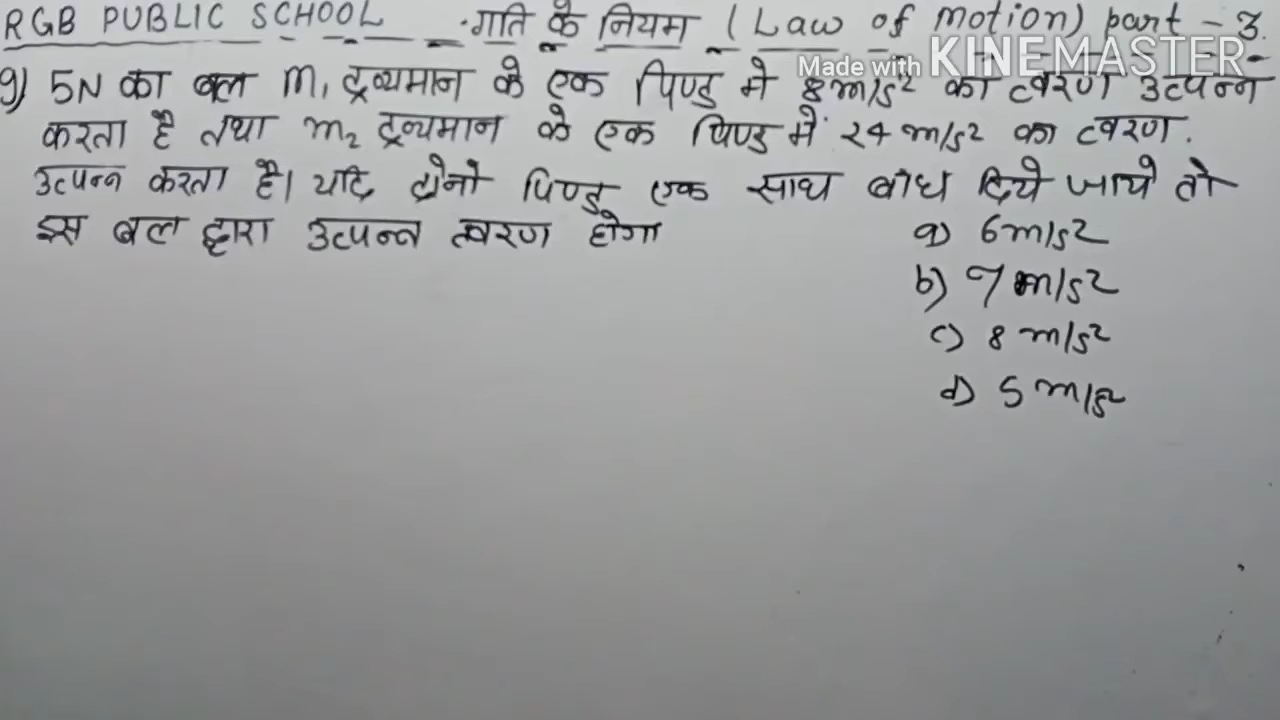 RGB PUBLIC SCHOOL गति के नियम (Law of motion) part - 3.
Made with KINEMASTER
9) 5N का बल m₁ द्रव्यमान के एक पिण्ड मे 8m/s² का त्वरण उत्पन्न
करता है तथा m₂ द्रव्यमान के एक पिण्ड में 24 m/s² का त्वरण.
उत्पन्न करता है। यदि दोनो पिण्ड एक साथ बांध दिये जाये तो
इस बल द्वारा उत्पन्न त्वरण होगा
a) 6m/s²
b) 9 m/s²
c) 8 m/s²
d) 5 m/s²